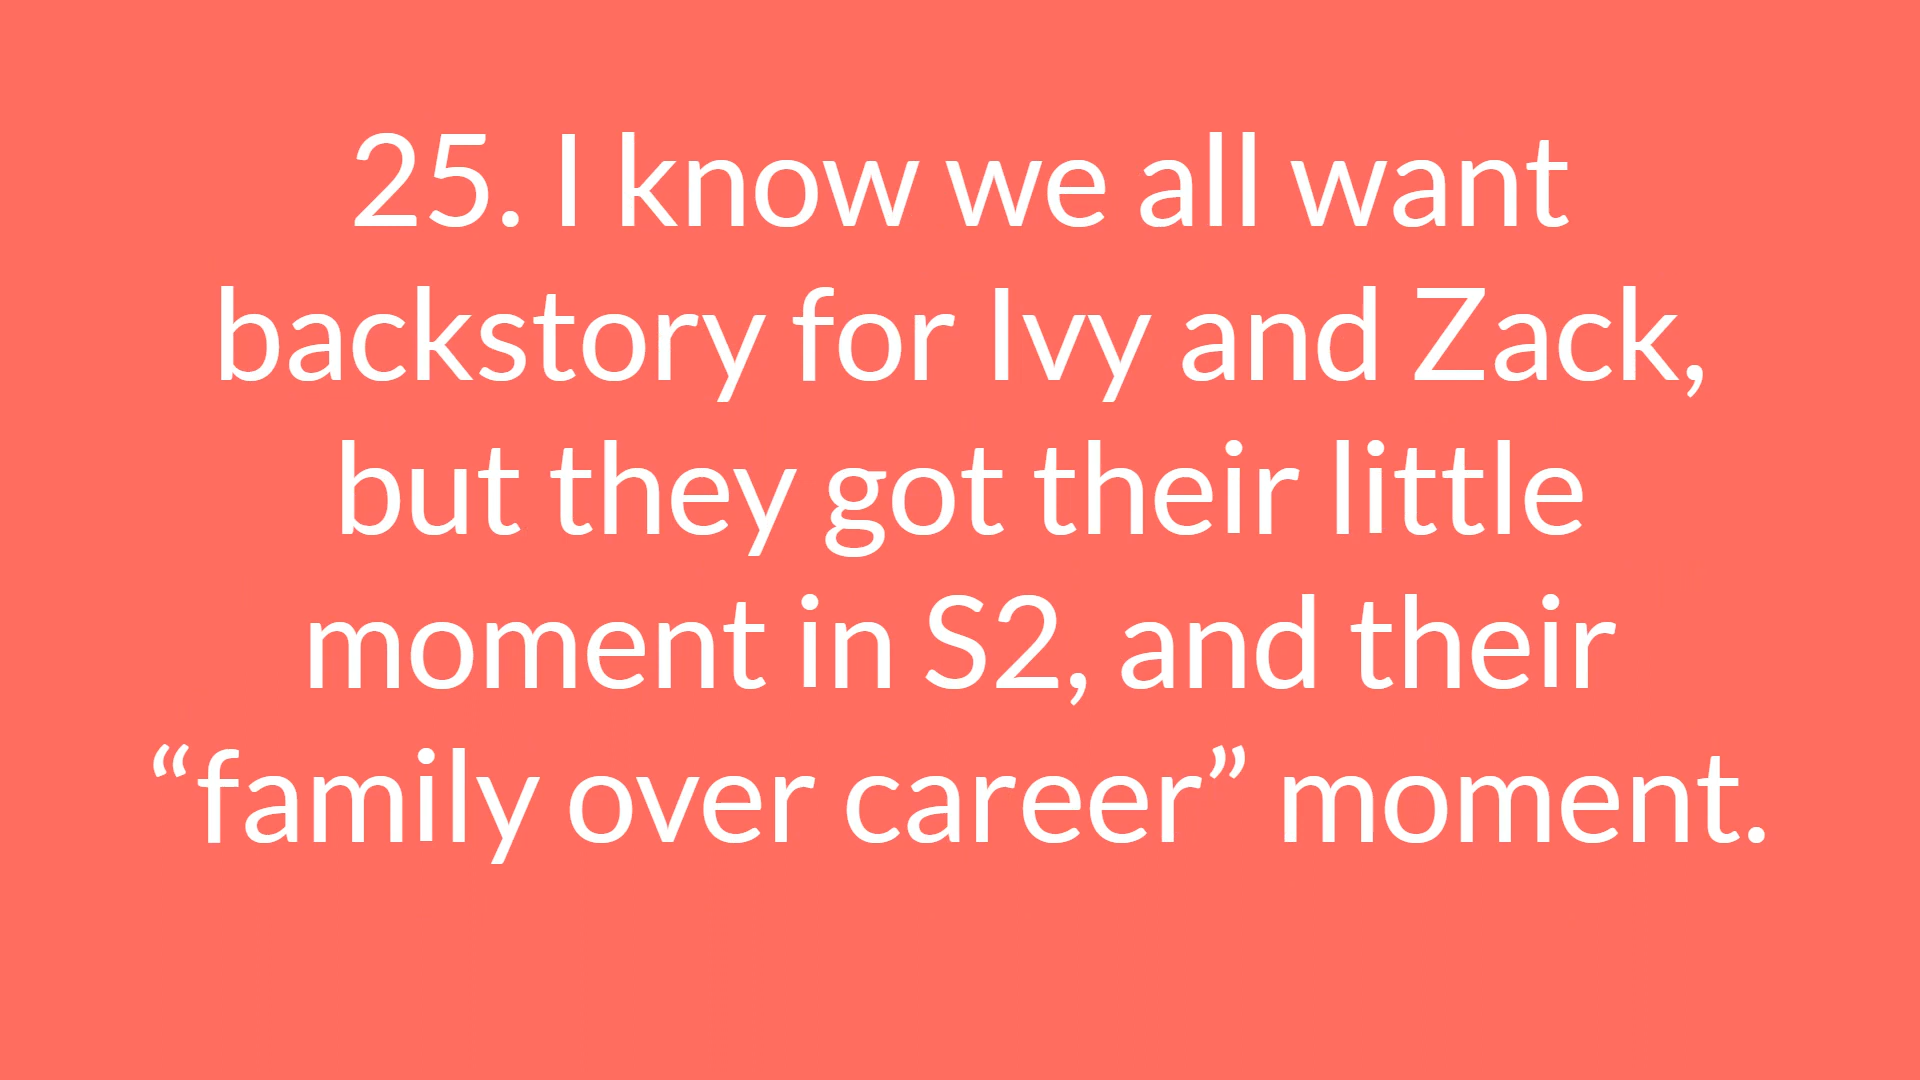 25. I know we all want
backstory for Ivy and Zack,
but they got their little
moment in S2, and their
“family over career” moment.